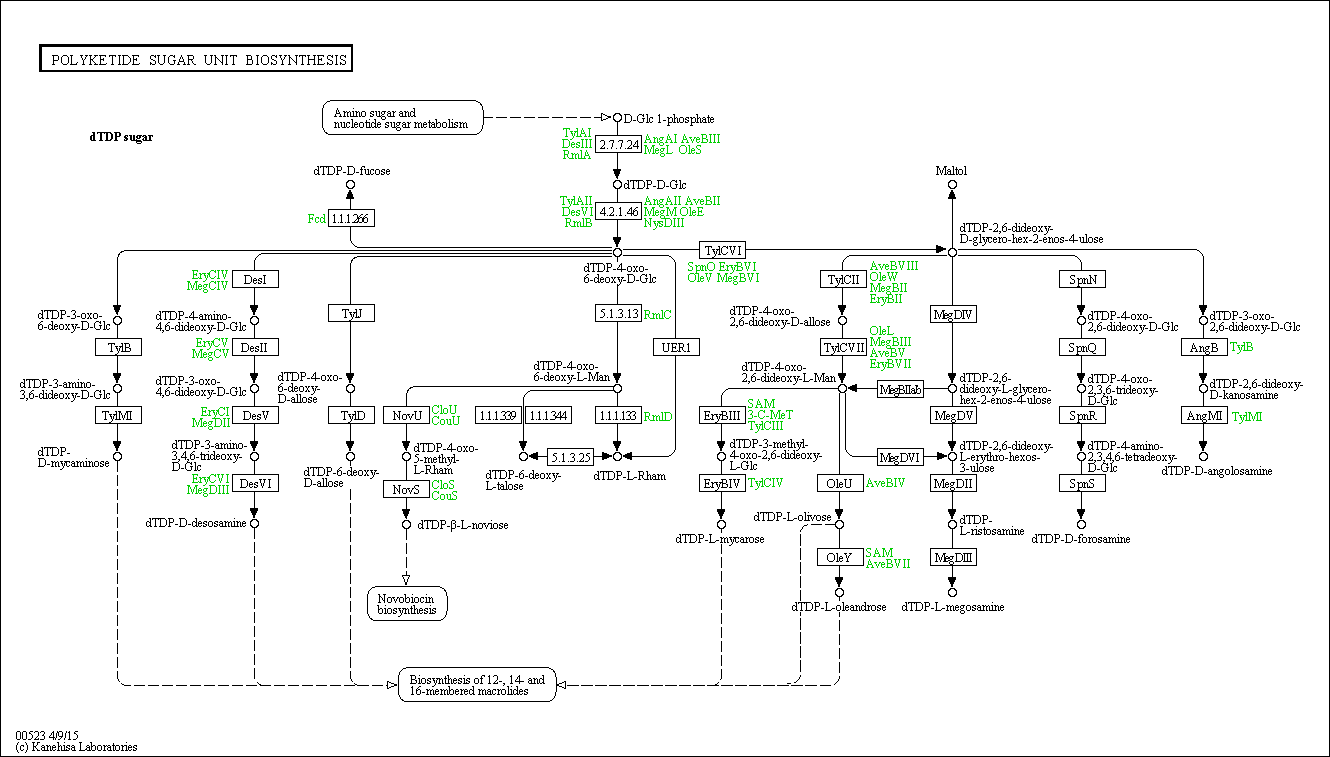 POLYKETIDE SUGAR UNIT BIOSYNTHESIS
dTDP sugar
Amino sugar and
nucleotide sugar metabolism
D-Glc 1-phosphate
TylAI
DesIII
RmlA
2.7.7.24
AngAI AveBIII
MegL OleS
dTDP-D-fucose
dTDP-D-Glc
Maltol
Fcd
1.1.1.266
TylAII
DesVI
RmlB
4.2.1.46
AngAII AveBII
MegM OleE
NysDIII
dTDP-2,6-dideoxy-
D-glycero-hex-2-enos-4-ulose
TylCVI
SpnO EryBVI
OleV MegBVI
dTDP-4-oxo-
6-deoxy-D-Glc
EryCIV
MegCIV
DesI
TylCII
AveBVIII
OleW
MegBII
EryBII
SpnN
TylJ
5.1.3.13
RmlC
MegDIV
dTDP-3-oxo-
6-deoxy-D-Glc
dTDP-4-amino-
4,6-dideoxy-D-Glc
dTDP-4-oxo-
2,6-dideoxy-D-allose
dTDP-4-oxo-
2,6-dideoxy-D-Glc
dTDP-3-oxo-
2,6-dideoxy-D-Glc
TylB
EryCV
MegCV
DesII
UER1
TylCVII
OleL
MegBIII
AveBV
EryBVII
SpnQ
AngB
TylB
dTDP-3-amino-
3,6-dideoxy-D-Glc
dTDP-3-oxo-
4,6-dideoxy-D-Glc
dTDP-4-oxo-
6-deoxy-
D-allose
dTDP-4-oxo-
6-deoxy-L-Man
dTDP-4-oxo-
2,6-dideoxy-L-Man
MegBIIab
dTDP-2,6-
dideoxy-L-glycero-
hex-2-enos-4-ulose
dTDP-4-oxo-
2,3,6-trideoxy-
D-Glc
dTDP-2,6-dideoxy-
D-kanosamine
TylMI
EryCI
MegDII
DesV
TylD
NovU
CloU
CouU
1.1.1.339
1.1.1.344
1.1.1.133
RmlD
EryBIII
SAM
3-C-MeT
TylCIII
MegDV
SpnR
AngMI
TylMI
dTDP-
D-mycaminose
dTDP-3-amino-
3,4,6-trideoxy-
D-Glc
dTDP-6-deoxy-
D-allose
dTDP-4-oxo-
5-methyl-
L-Rham
5.1.3.25
dTDP-6-deoxy-
L-talose
dTDP-L-Rham
dTDP-3-methyl-
4-oxo-2,6-dideoxy-
L-Glc
MegDVI
dTDP-2,6-dideoxy-
L-erythro-hexos-
3-ulose
dTDP-4-amino-
2,3,4,6-tetradeoxy-
D-Glc
dTDP-D-angolosamine
EryCVI
MegDIII
DesVI
NovS
CloS
CouS
EryBIV
TylCIV
OleU
AveBIV
MegDII
SpnS
dTDP-D-desosamine
dTDP-β-L-noviose
dTDP-L-mycarose
dTDP-L-olivose
dTDP-
L-ristosamine
dTDP-D-forosamine
OleY
SAM
AveBVII
MegDIII
Novobiocin
biosynthesis
dTDP-L-oleandrose
dTDP-L-megosamine
Biosynthesis of 12-, 14- and
16-membered macrolides
00523 4/9/15
(c) Kanehisa Laboratories